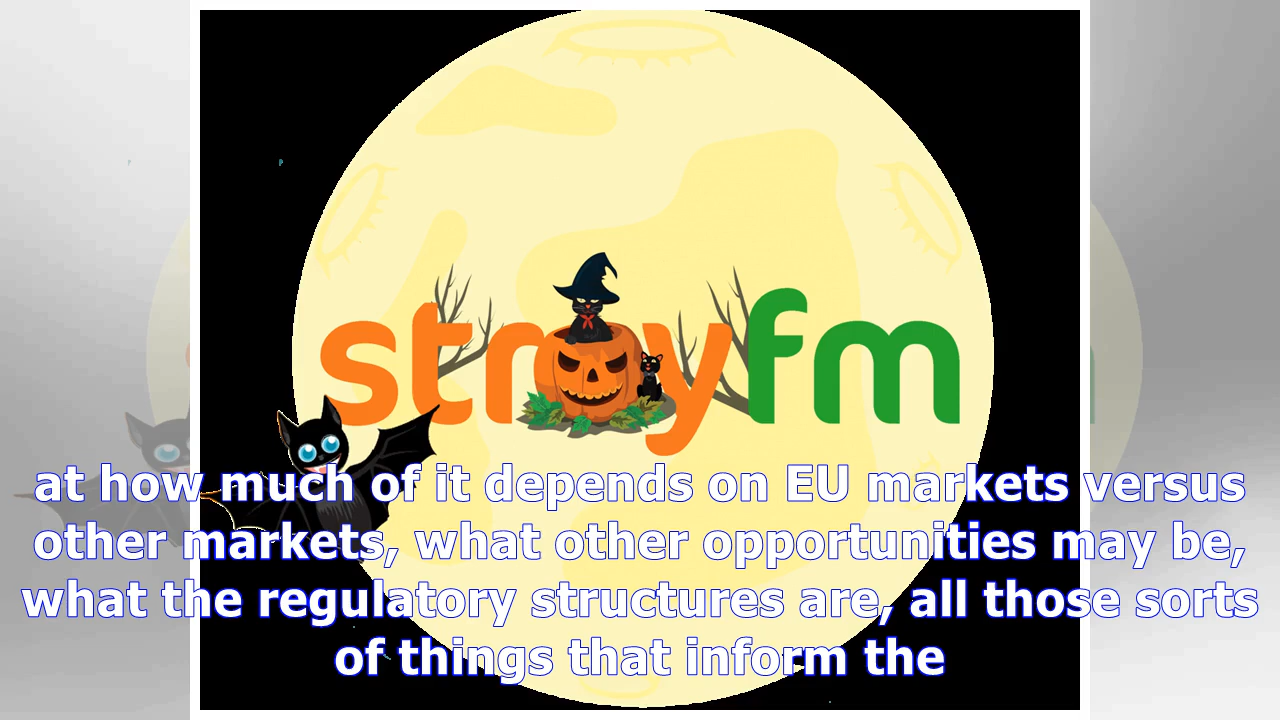 strayfm
at how much of it depends on EU markets versus
other markets, what other opportunities may be,
what the regulatory structures are, all those sorts
of things that inform the